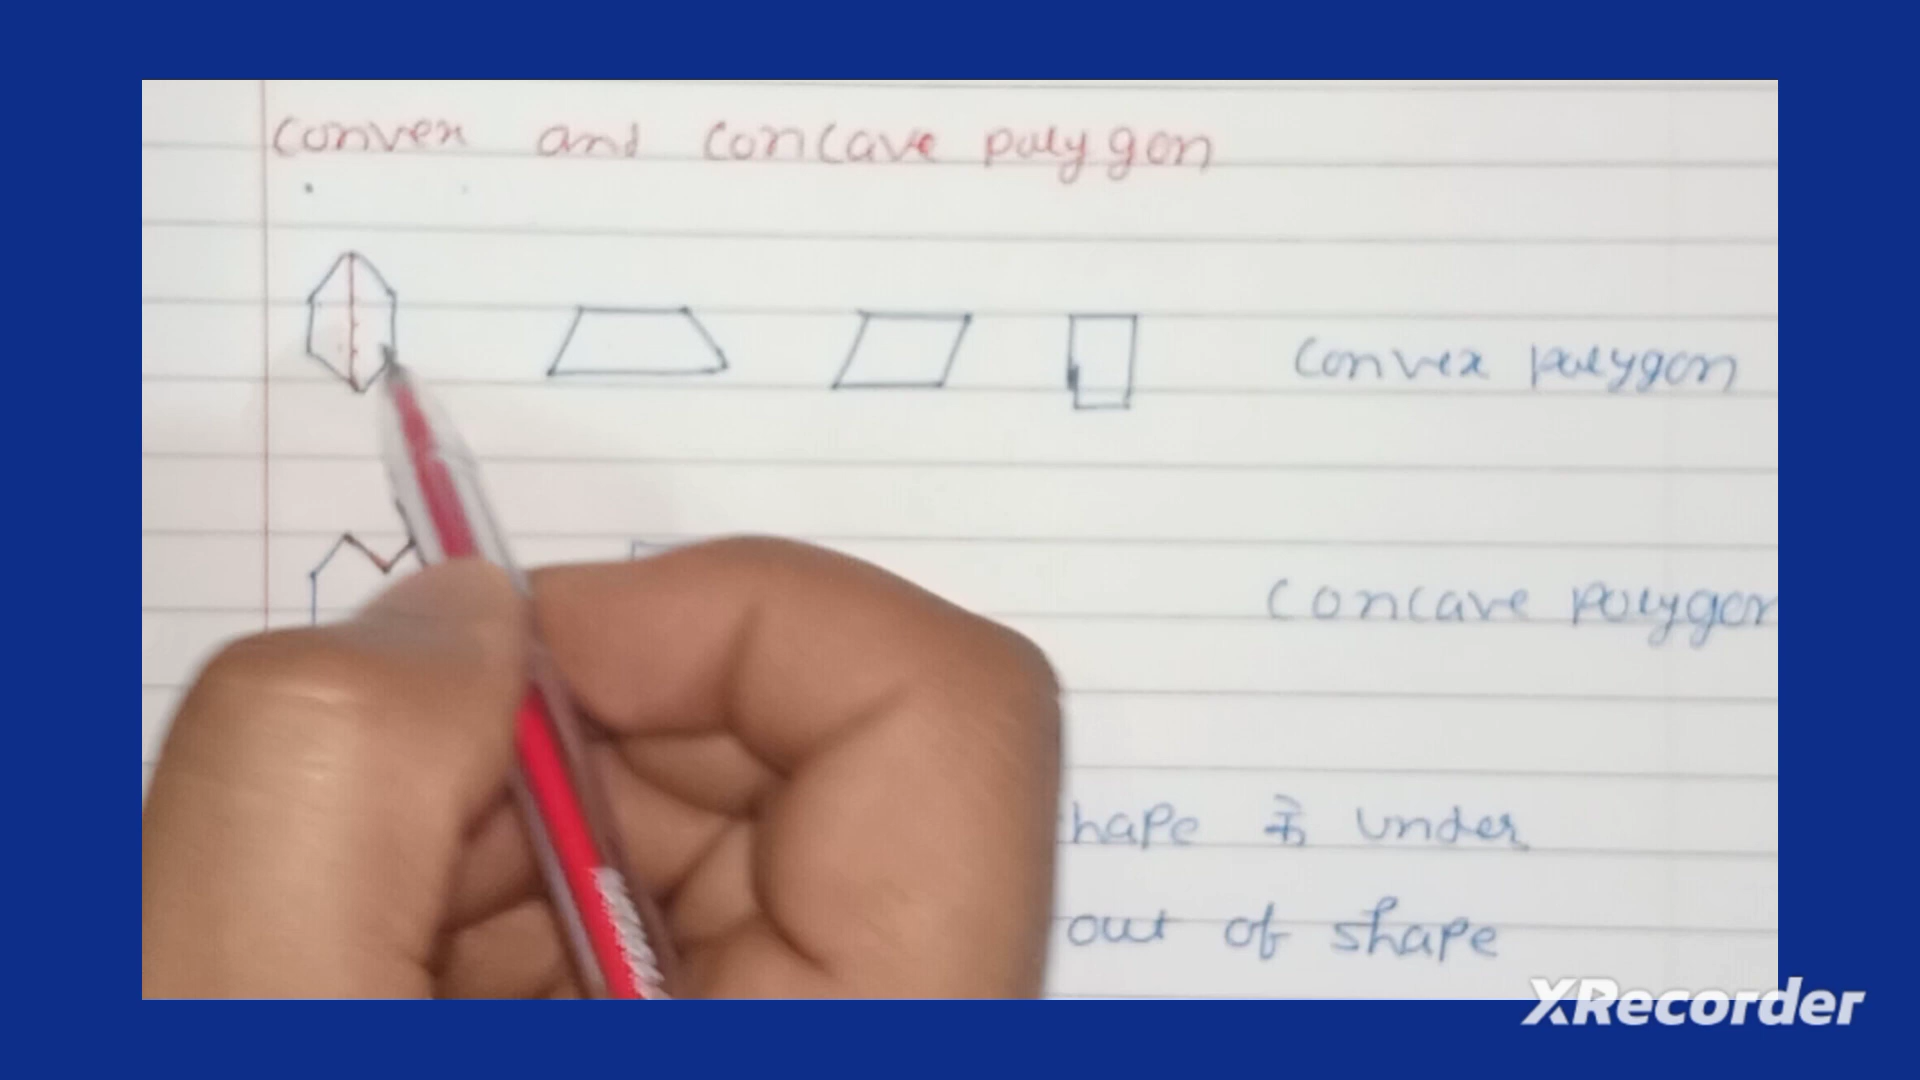 Convex and Concave polygon
Convex polygon
Concave polygon
hape के under
out of shape
XRecorder